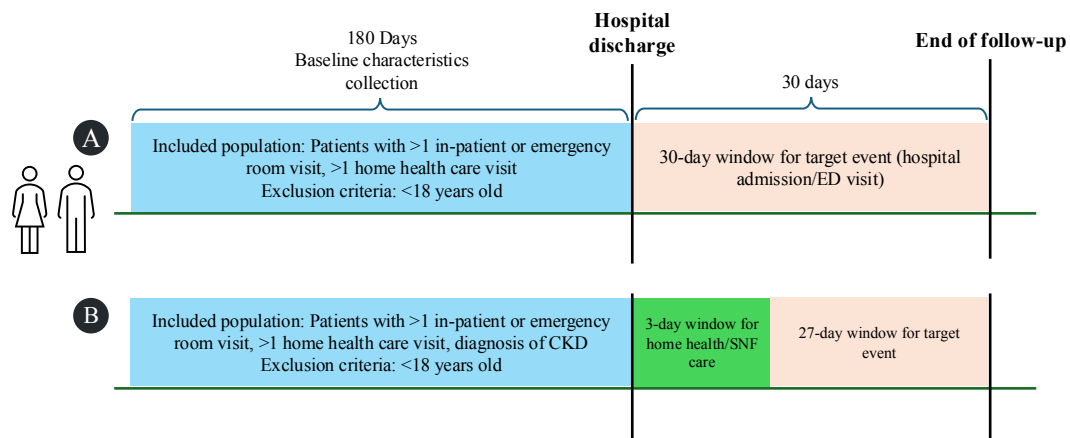 180 Days
Baseline characteristics
collection
Hospital
discharge
30 days
End of follow-up
A
Included population: Patients with >1 in-patient or emergency
room visit, >1 home health care visit
Exclusion criteria: <18 years old
30-day window for target event (hospital
admission/ED visit)
B
Included population: Patients with >1 in-patient or emergency
room visit, >1 home health care visit, diagnosis of CKD
Exclusion criteria: <18 years old
3-day window for
home health/SNF
care
27-day window for target
event